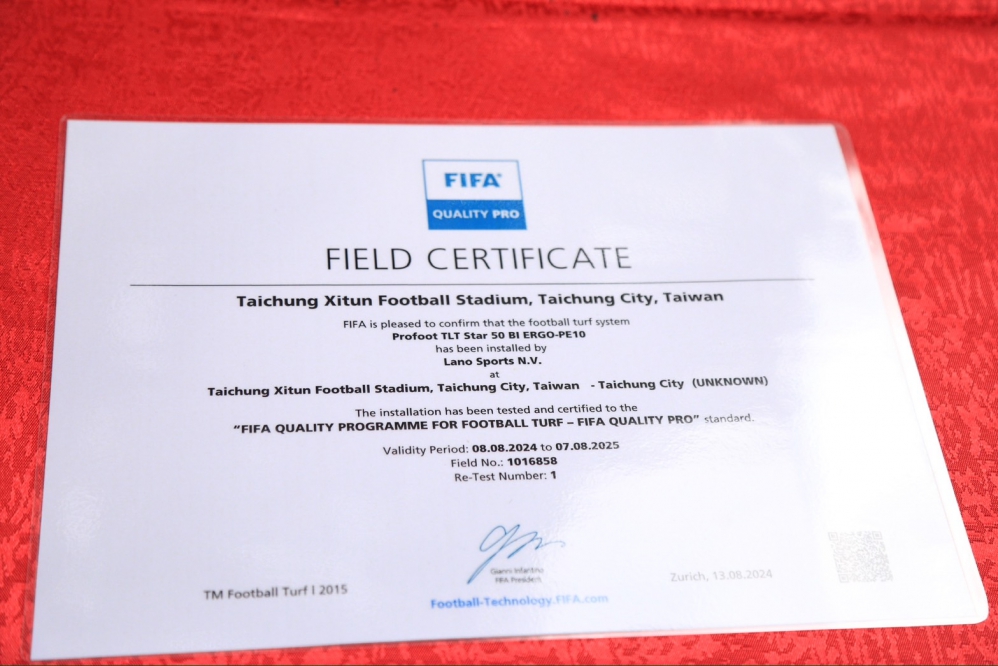 FIFA®
QUALITY PRO
FIELD CERTIFICATE
Taichung Xitun Football Stadium, Taichung City, Taiwan
FIFA is pleased to confirm that the football turf system
Profoot TLT Star 50 BI ERGO-PE10
has been installed by
Lano Sports N.V.
at
Taichung Xitun Football Stadium, Taichung City, Taiwan - Taichung City (UNKNOWN)
The installation has been tested and certified to the
"FIFA QUALITY PROGRAMME FOR FOOTBALL TURF – FIFA QUALITY PRO" standard.
Validity Period: 08.08.2024 to 07.08.2025
Field No.: 1016858
Re-Test Number: 1
Gianni Infantino
FIFA President
TM Football Turf I 2015
Zurich, 13.08.2024
Football-Technology.FIFA.com